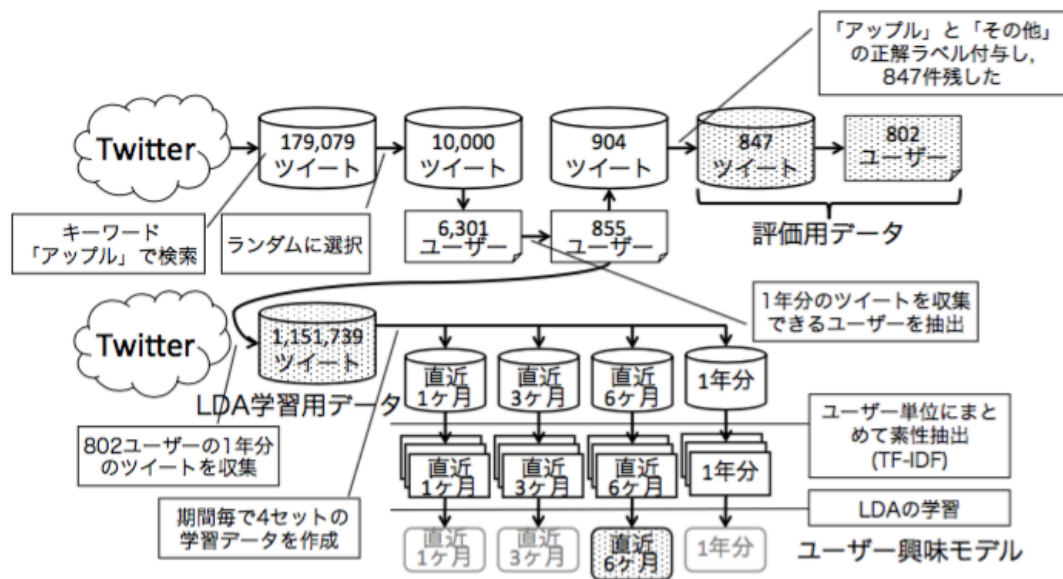 「アップル」と「その他」
の正解ラベル付与し,
847件残した
Twitter
179,079
ツイート
10,000
ツイート
904
ツイート
847
ツイート
802
ユーザー
キーワード
「アップル」で検索
ランダムに選択
6,301
ユーザー
855
ユーザー
評価用データ
1年分のツイートを収集
できるユーザーを抽出
Twitter
1,151,739
ツイート
LDA学習用データ
直近
1ヶ月
直近
3ヶ月
直近
6ヶ月
1年分
802ユーザーの1年分
のツイートを収集
ユーザー単位にまと
めて素性抽出
(TF-IDF)
直近
1ヶ月
直近
3ヶ月
直近
6ヶ月
1年分
期間毎で4セットの
学習データを作成
LDAの学習
直近
1ヶ月
直近
3ヶ月
直近
6ヶ月
1年分
ユーザー興味モデル